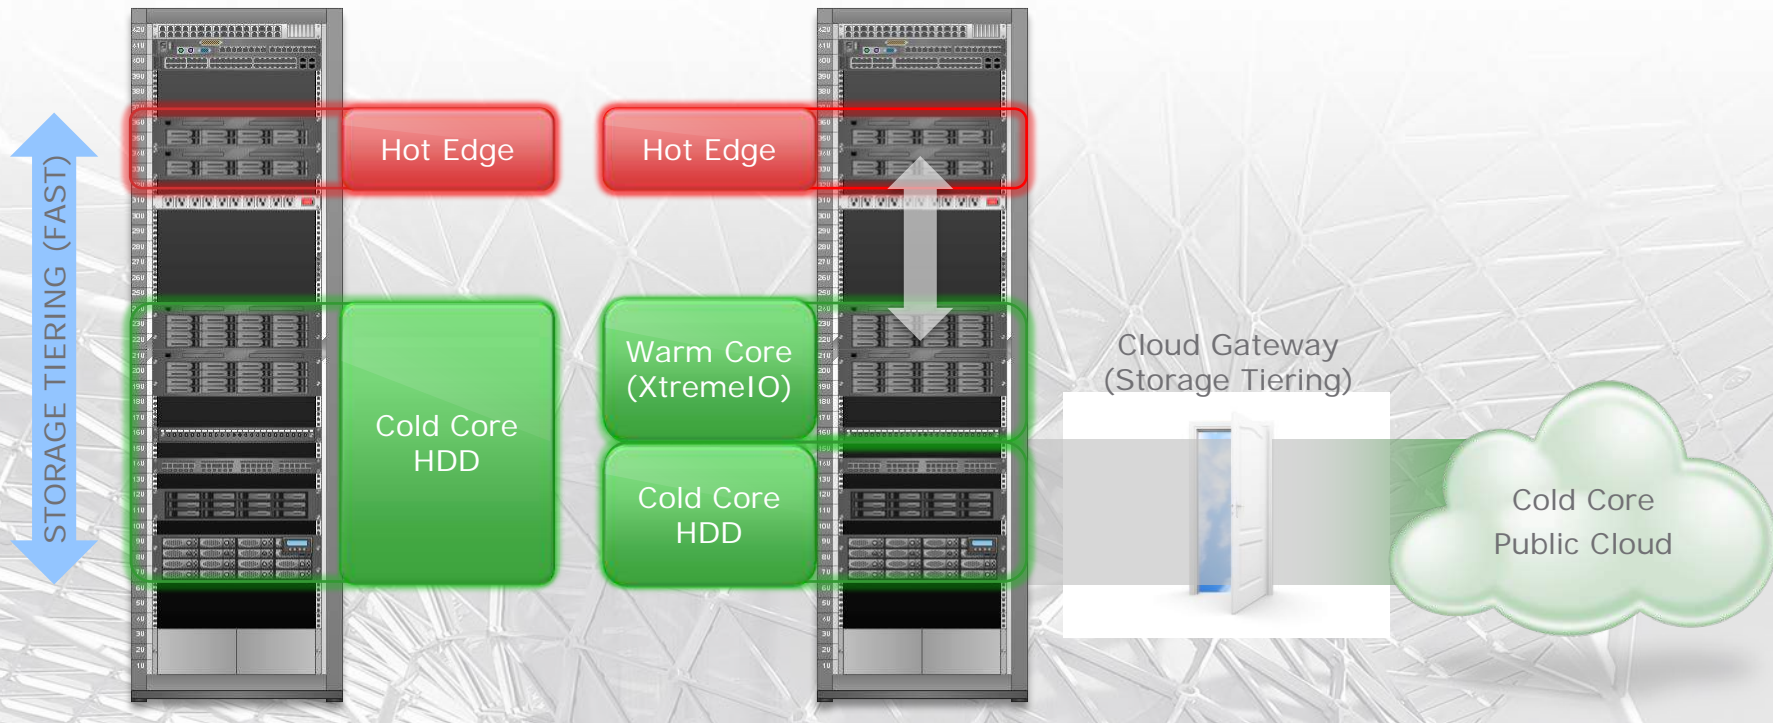 STORAGE TIERING (FAST)
Hot Edge
Cold Core
HDD
Hot Edge
Warm Core
(XtremeIO)
Cold Core
HDD
Cloud Gateway
(Storage Tiering)
Cold Core
Public Cloud